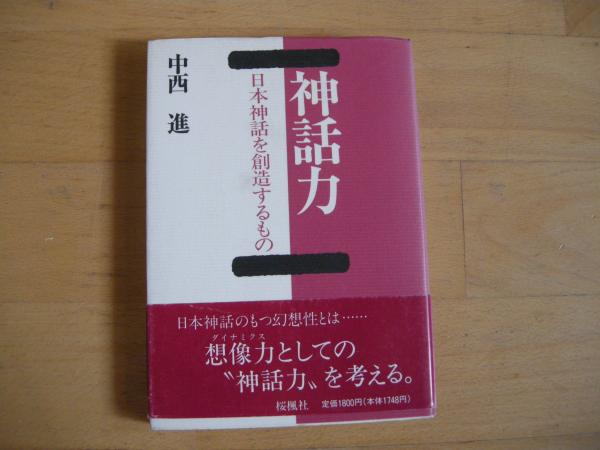 神話力
日本神話を創造するもの
中西 進
日本神話のもつ幻想性とは……
ダイナミクス
想像力としての
〝神話力〟を考える。
桜楓社 定価1800円(本体1748円)